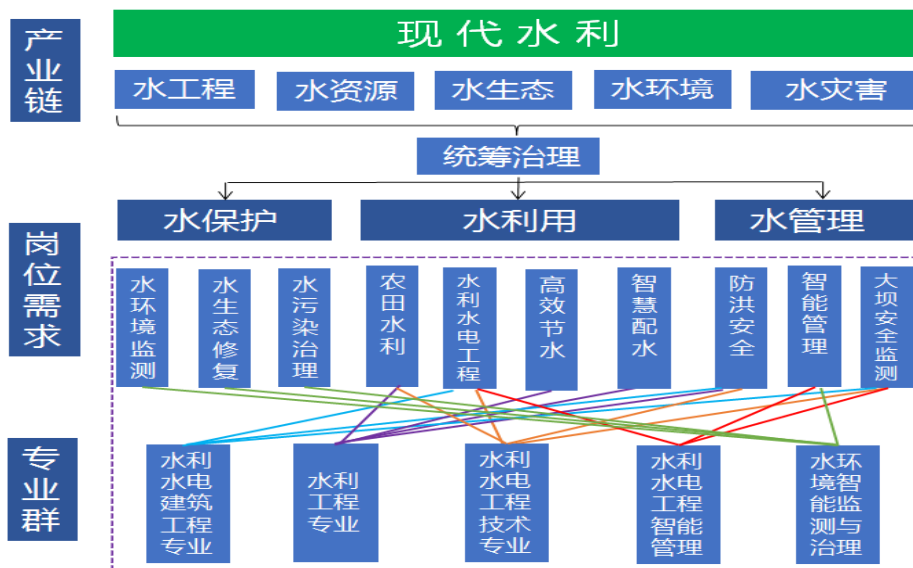 产业链
现代水利
水工程
水资源
水生态
水环境
水灾害
统筹治理
岗位需求
水保护
水利用
水管理
水环境监测
水生态修复
水污染治理
农田水利
水利水电工程
高效节水
智慧配水
防洪安全
智能管理
大坝安全监测
专业群
水利
水电
建筑
工程
专业
水利
工程
专业
水利
水电
工程
技术
专业
水利
水电
工程
智能
管理
水环
境智
能监
测与
治理